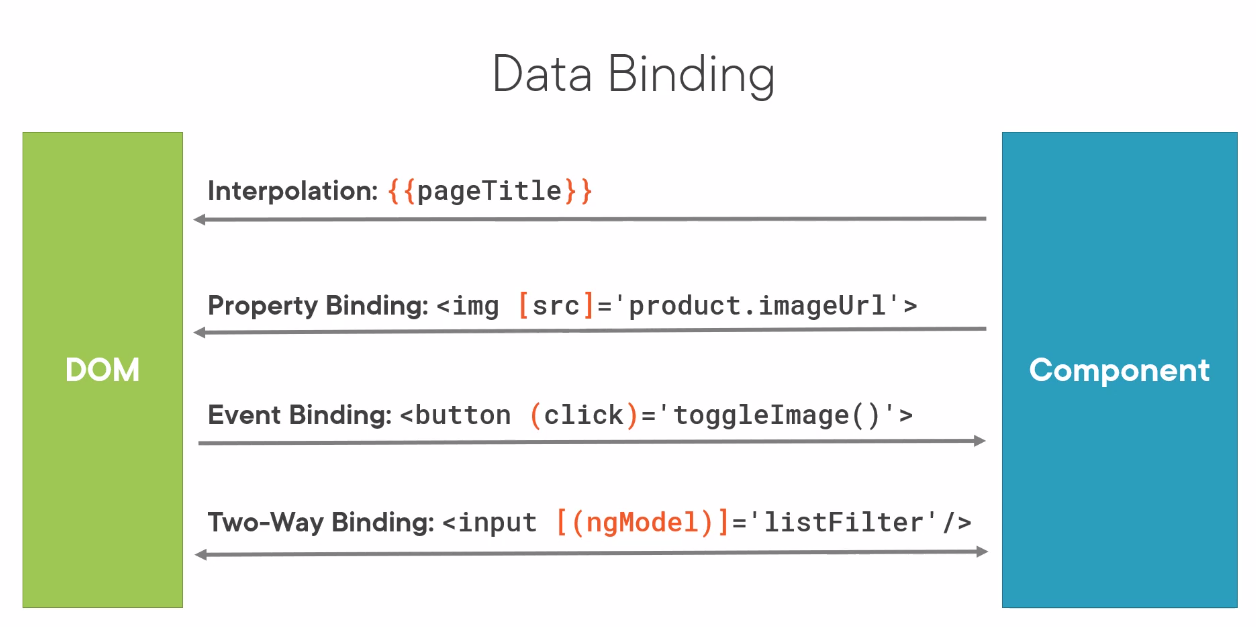 Data Binding
Interpolation: {{pageTitle}}
Property Binding: <img [src]='product.imageUrl'>
DOM
Component
Event Binding: <button (click)='toggleImage()'>
Two-Way Binding: <input [(ngModel)]='listFilter'/>